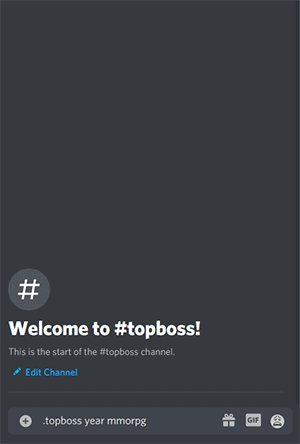 Welcome to #topboss!
This is the start of the #topboss channel.
Edit Channel
.topboss year mmorpg
GIF